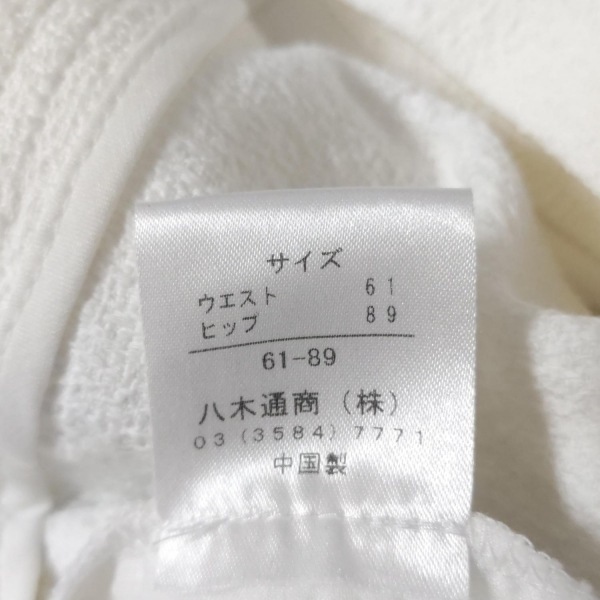 サイズ
ウエスト 61
ヒップ 89
61-89
八木通商（株）
03(3584)7771
中国製